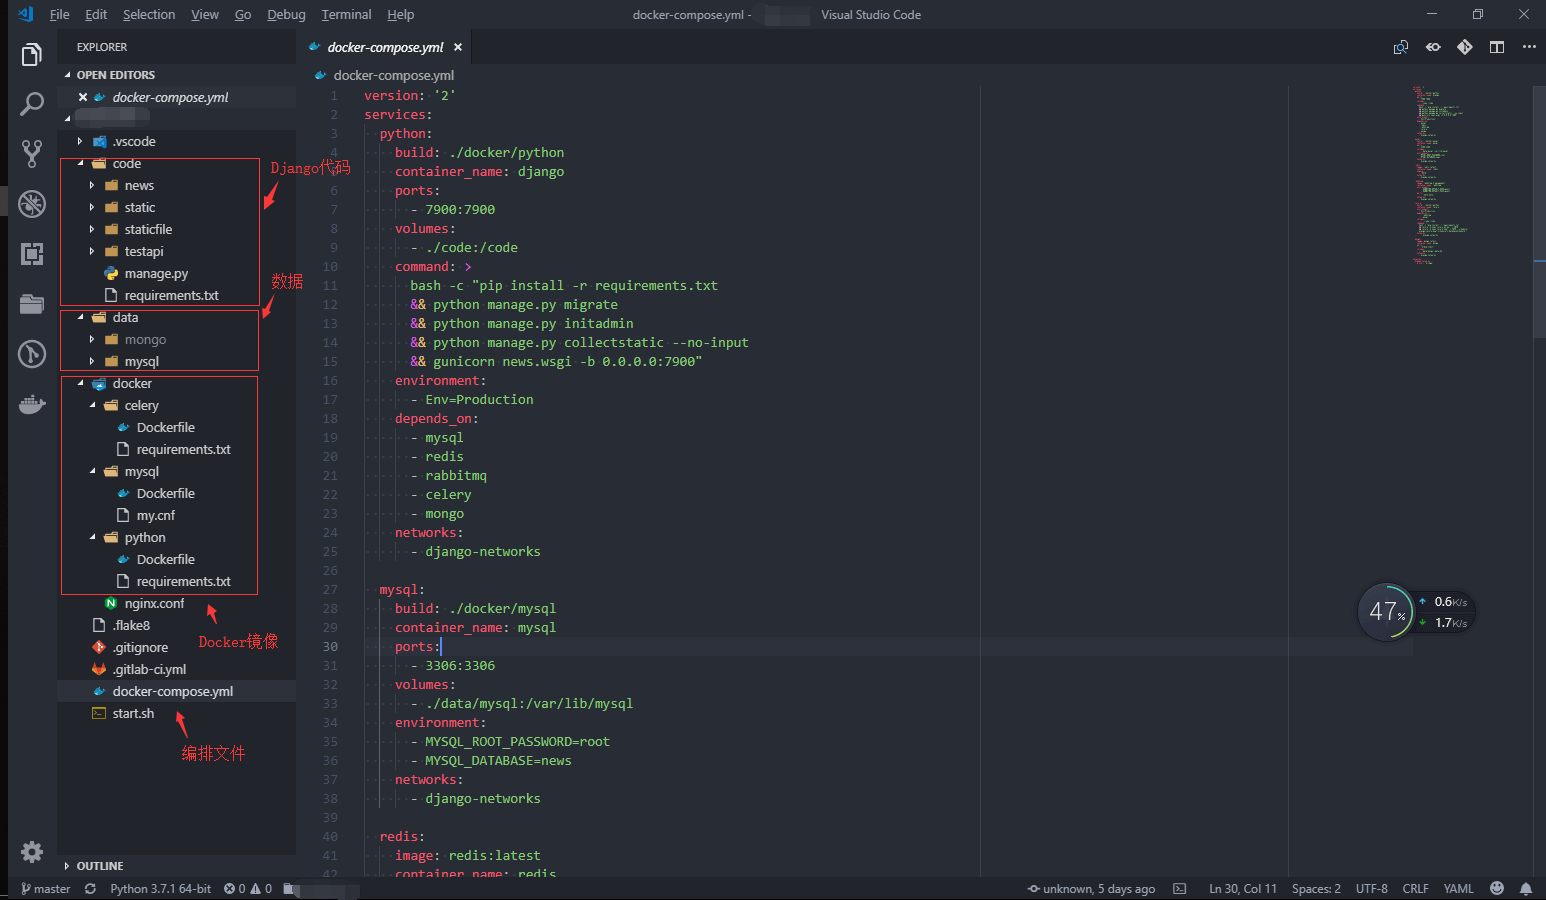 File Edit Selection View Go Debug Terminal Help
docker-compose.yml - Visual Studio Code
EXPLORER
OPEN EDITORS
docker-compose.yml
.vscode
code
news
static
staticfile
testapi
manage.py
requirements.txt
data
mongo
mysql
docker
celery
Dockerfile
requirements.txt
mysql
Dockerfile
my.cnf
python
Dockerfile
requirements.txt
nginx.conf
.flake8
.gitignore
.gitlab-ci.yml
docker-compose.yml
start.sh
OUTLINE
Django代码
数据
Docker镜像
编排文件
docker-compose.yml
docker-compose.yml
1 version: '2'
2 services:
3 python:
4 build: ./docker/python
5 container_name: django
6 ports:
7 - 7900:7900
8 volumes:
9 - ./code:/code
10 command: >
11 bash -c "pip install -r requirements.txt
12 && python manage.py migrate
13 && python manage.py initadmin
14 && python manage.py collectstatic --no-input
15 && gunicorn news.wsgi -b 0.0.0.0:7900"
16 environment:
17 - Env=Production
18 depends_on:
19 - mysql
20 - redis
21 - rabbitmq
22 - celery
23 - mongo
24 networks:
25 - django-networks
26
27 mysql:
28 build: ./docker/mysql
29 container_name: mysql
30 ports:
31 - 3306:3306
32 volumes:
33 - ./data/mysql:/var/lib/mysql
34 environment:
35 - MYSQL_ROOT_PASSWORD=root
36 - MYSQL_DATABASE=news
37 networks:
38 - django-networks
39
40 redis:
41 image: redis:latest
42 container_name: redis
47%
0.6K/s
1.7K/s
master Python 3.7.1 64-bit 0 0 unknown, 5 days ago Ln 30, Col 11 Spaces: 2 UTF-8 CRLF YAML